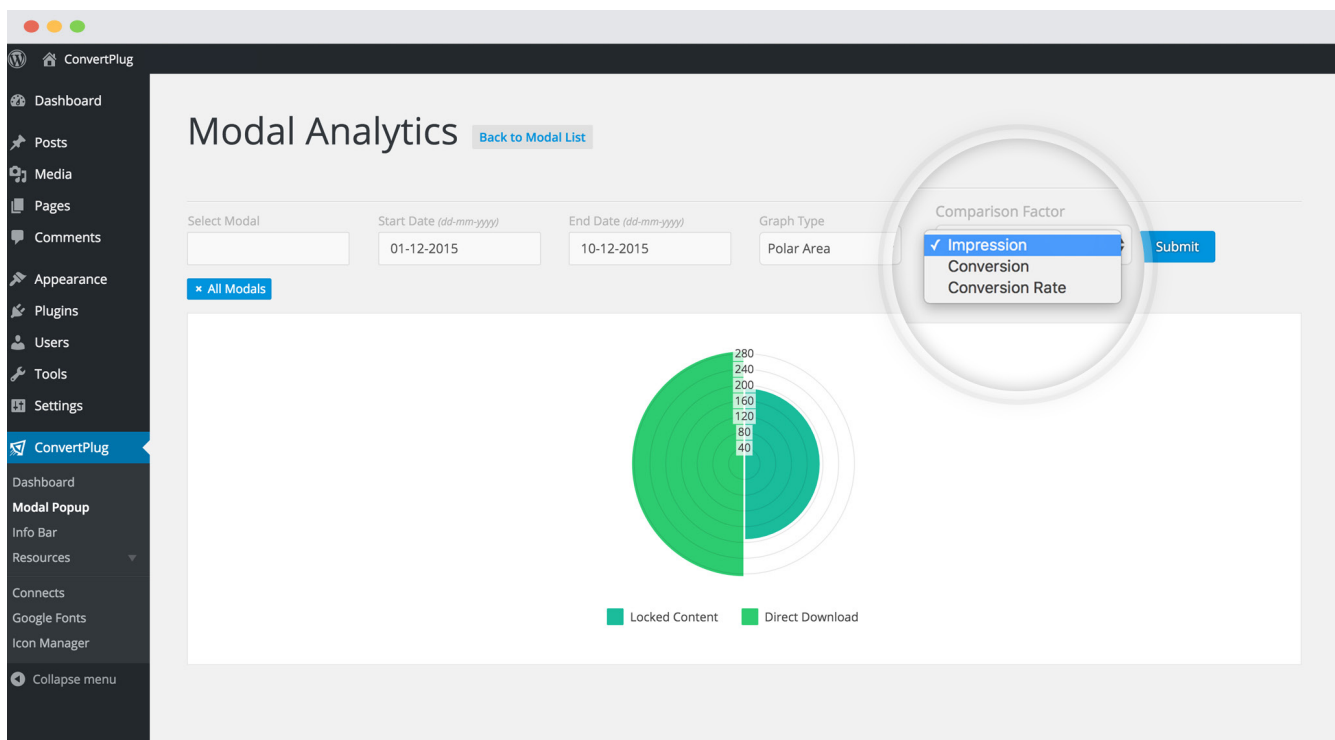 ConvertPlug
Dashboard
Posts
Media
Pages
Comments
Appearance
Plugins
Users
Tools
Settings
ConvertPlug
Dashboard
Modal Popup
Info Bar
Resources
Connects
Google Fonts
Icon Manager
Collapse menu
Modal Analytics Back to Modal List
Select Modal Start Date (dd-mm-yyyy) End Date (dd-mm-yyyy) Graph Type Comparison Factor
01-12-2015 10-12-2015 Polar Area ✓ Impression Submit
Conversion
Conversion Rate
× All Modals
280
240
200
160
120
80
40
Locked Content Direct Download